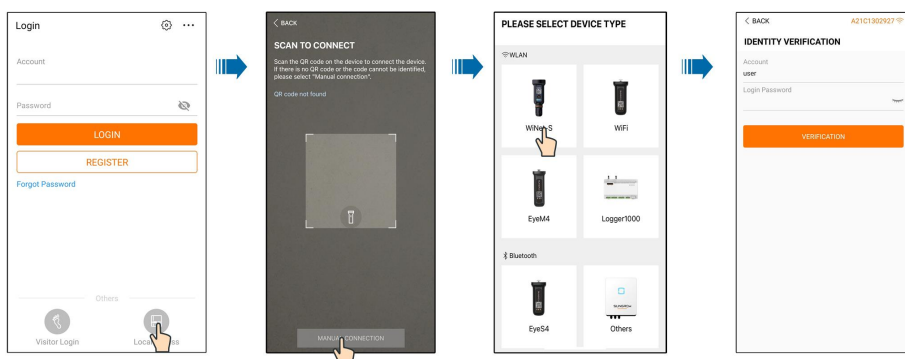 Login
Account
Password
LOGIN
REGISTER
Forgot Password
Others
Visitor Login
< BACK
SCAN TO CONNECT
Scan the QR code on the device to connect the device.
If there is no QR code or the code cannot be identified,
please select "Manual connection".
QR code not found
MANUAL CONNECTION
PLEASE SELECT DEVICE TYPE
WLAN
WiNet-S
WiFi
EyeM4
Logger1000
Bluetooth
EyeS4
SUNGROW
Others
< BACK
A21C1302927
IDENTITY VERIFICATION
Account
user
Login Password
VERIFICATION